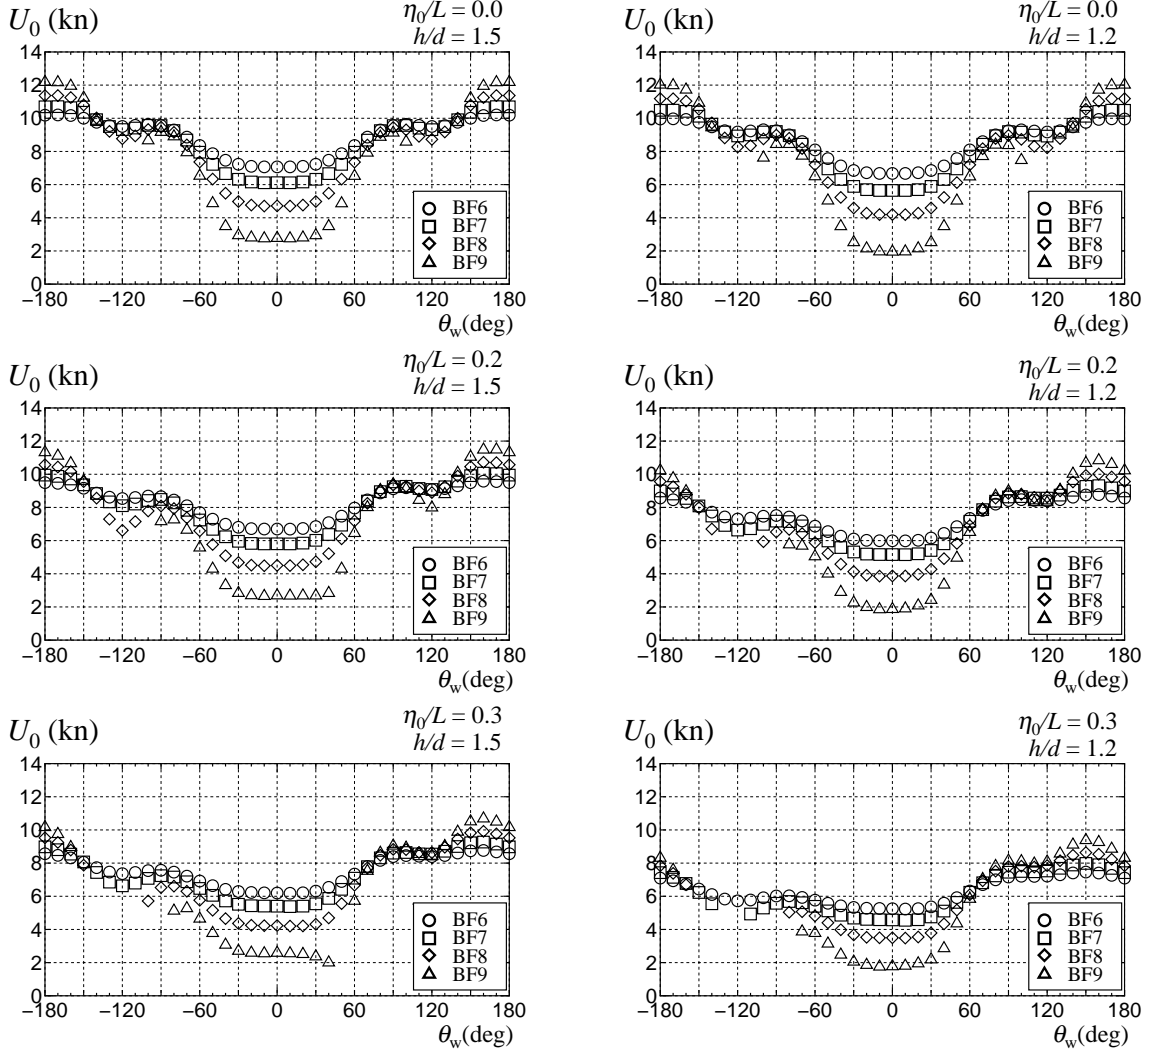 U₀ (kn)
η₀/L = 0.0
h/d = 1.5
14
12
10
8
6
4
2
0
BF6
BF7
BF8
BF9
−180 −120 −60 0 60 120 180
θw(deg)
U₀ (kn)
η₀/L = 0.0
h/d = 1.2
14
12
10
8
6
4
2
0
BF6
BF7
BF8
BF9
−180 −120 −60 0 60 120 180
θw(deg)
U₀ (kn)
η₀/L = 0.2
h/d = 1.5
14
12
10
8
6
4
2
0
BF6
BF7
BF8
BF9
−180 −120 −60 0 60 120 180
θw(deg)
U₀ (kn)
η₀/L = 0.2
h/d = 1.2
14
12
10
8
6
4
2
0
BF6
BF7
BF8
BF9
−180 −120 −60 0 60 120 180
θw(deg)
U₀ (kn)
η₀/L = 0.3
h/d = 1.5
14
12
10
8
6
4
2
0
BF6
BF7
BF8
BF9
−180 −120 −60 0 60 120 180
θw(deg)
U₀ (kn)
η₀/L = 0.3
h/d = 1.2
14
12
10
8
6
4
2
0
BF6
BF7
BF8
BF9
−180 −120 −60 0 60 120 180
θw(deg)